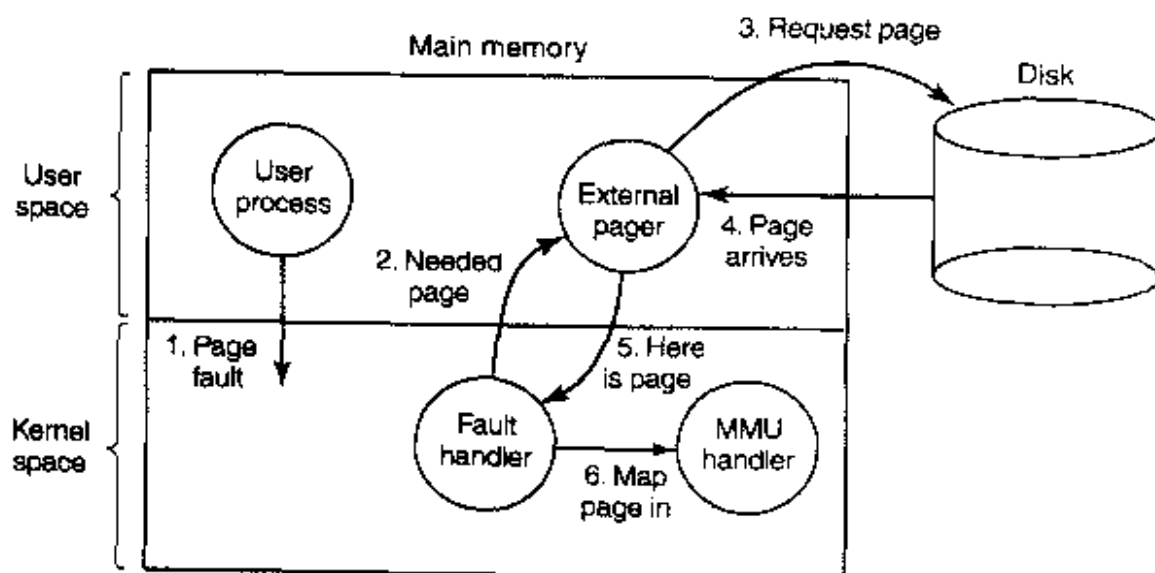 Main memory
3. Request page
Disk
User
space
User
process
External
pager
4. Page
arrives
2. Needed
page
1. Page
fault
5. Here
is page
Kernel
space
Fault
handler
MMU
handler
6. Map
page in